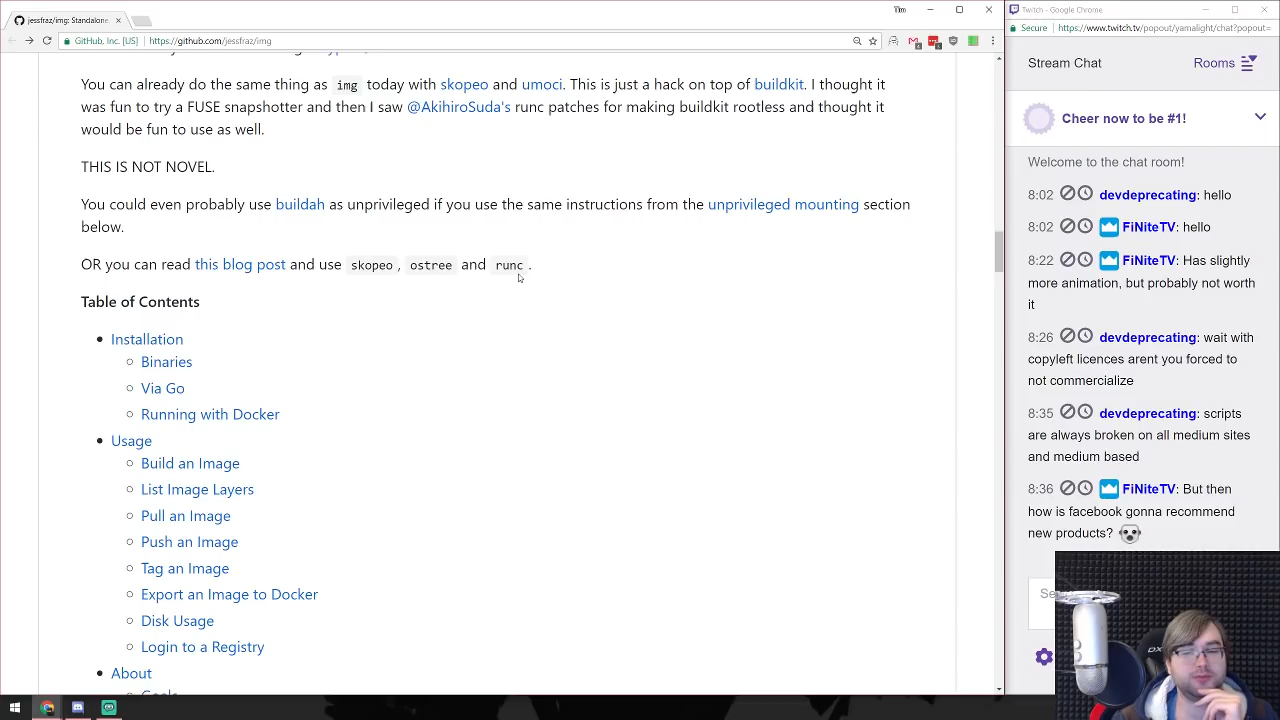 jessfraz/img: Standalone,
Tim
GitHub, Inc. [US] https://github.com/jessfraz/img
You can already do the same thing as img today with skopeo and umoci. This is just a hack on top of buildkit. I thought it
was fun to try a FUSE snapshotter and then I saw @AkihiroSuda's runc patches for making buildkit rootless and thought it
would be fun to use as well.
THIS IS NOT NOVEL.
You could even probably use buildah as unprivileged if you use the same instructions from the unprivileged mounting section
below.
OR you can read this blog post and use skopeo, ostree and runc.
Table of Contents
Installation
Binaries
Via Go
Running with Docker
Usage
Build an Image
List Image Layers
Pull an Image
Push an Image
Tag an Image
Export an Image to Docker
Disk Usage
Login to a Registry
About
Twitch - Google Chrome
Secure https://www.twitch.tv/popout/yamalight/chat?popout=
Stream Chat
Rooms
Cheer now to be #1!
Welcome to the chat room!
8:02 devdeprecating: hello
8:02 FiNiteTV: hello
8:22 FiNiteTV: Has slightly
more animation, but probably not worth
it
8:26 devdeprecating: wait with
copyleft licences arent you forced to
not commercialize
8:35 devdeprecating: scripts
are always broken on all medium sites
and medium based
8:36 FiNiteTV: But then
how is facebook gonna recommend
new products?